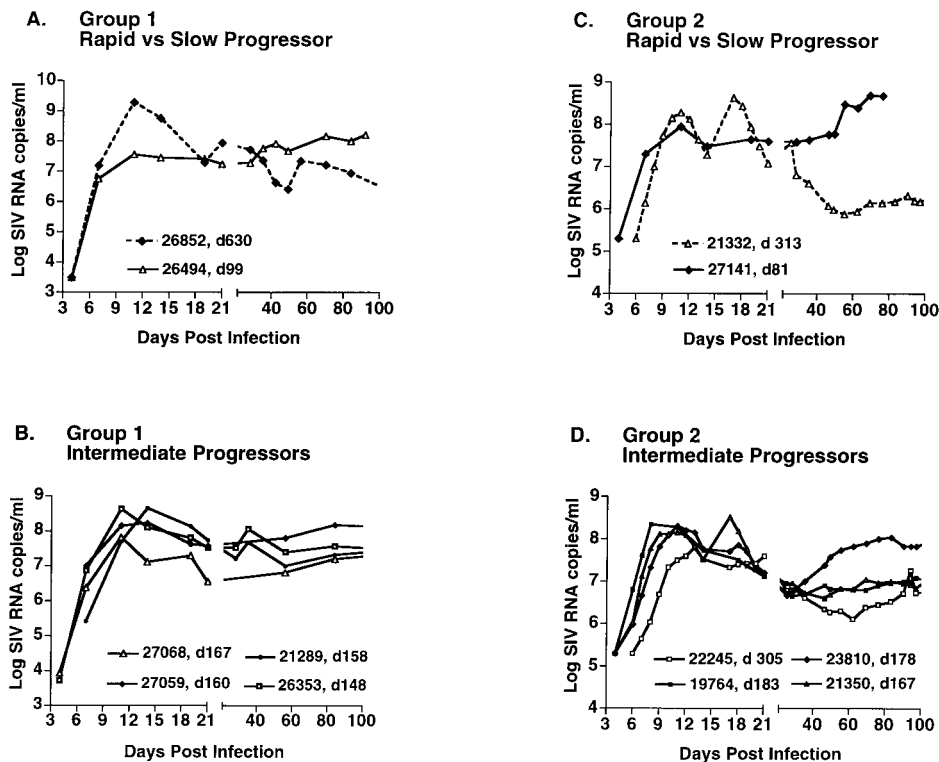 A. Group 1
Rapid vs Slow Progressor
Log SIV RNA copies/ml
10
9
8
7
6
5
4
3
26852, d630
26494, d99
3 6 9 12 15 18 21 40 60 80 100
Days Post Infection
C. Group 2
Rapid vs Slow Progressor
Log SIV RNA copies/ml
9
8
7
6
5
4
21332, d 313
27141, d81
3 6 9 12 15 18 21 40 60 80 100
Days Post Infection
B. Group 1
Intermediate Progressors
Log SIV RNA copies/ml
9
8
7
6
5
4
3
27068, d167 21289, d158
27059, d160 26353, d148
3 6 9 12 15 18 21 40 60 80 100
Days Post Infection
D. Group 2
Intermediate Progressors
Log SIV RNA copies/ml
9
8
7
6
5
4
22245, d 305 23810, d178
19764, d183 21350, d167
3 6 9 12 15 18 21 40 60 80 100
Days Post Infection